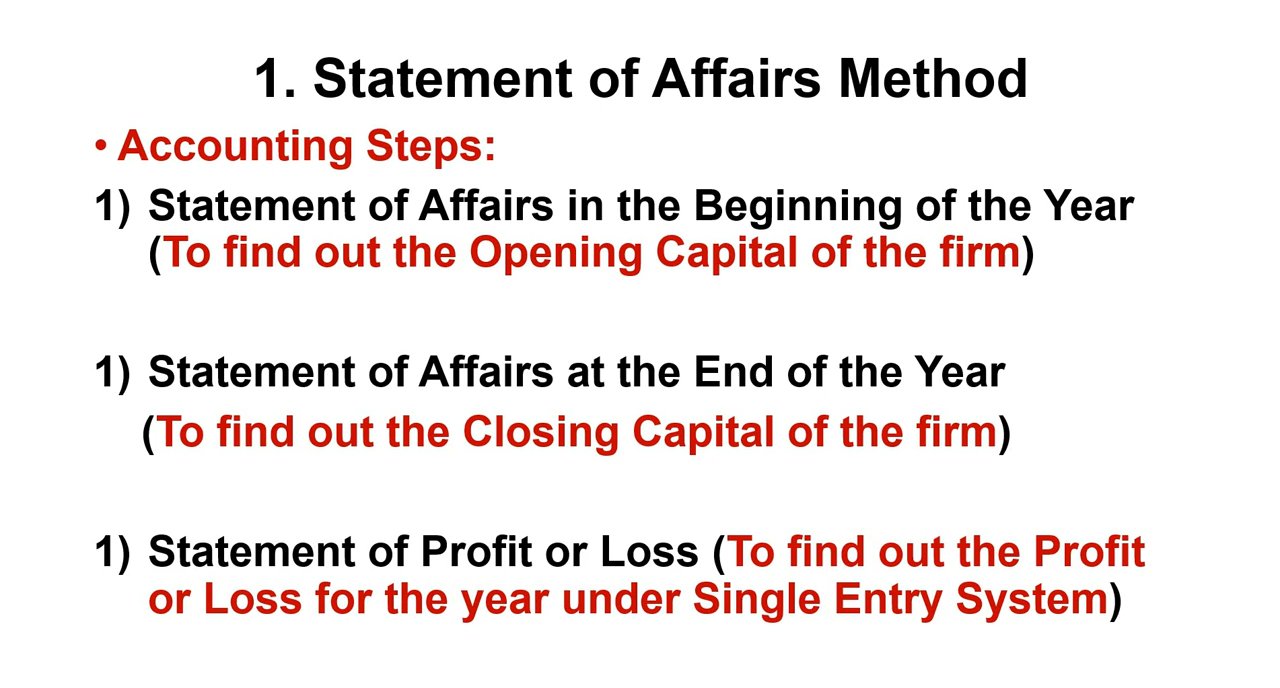 1. Statement of Affairs Method
• Accounting Steps:
1) Statement of Affairs in the Beginning of the Year
(To find out the Opening Capital of the firm)
1) Statement of Affairs at the End of the Year
(To find out the Closing Capital of the firm)
1) Statement of Profit or Loss (To find out the Profit
or Loss for the year under Single Entry System)